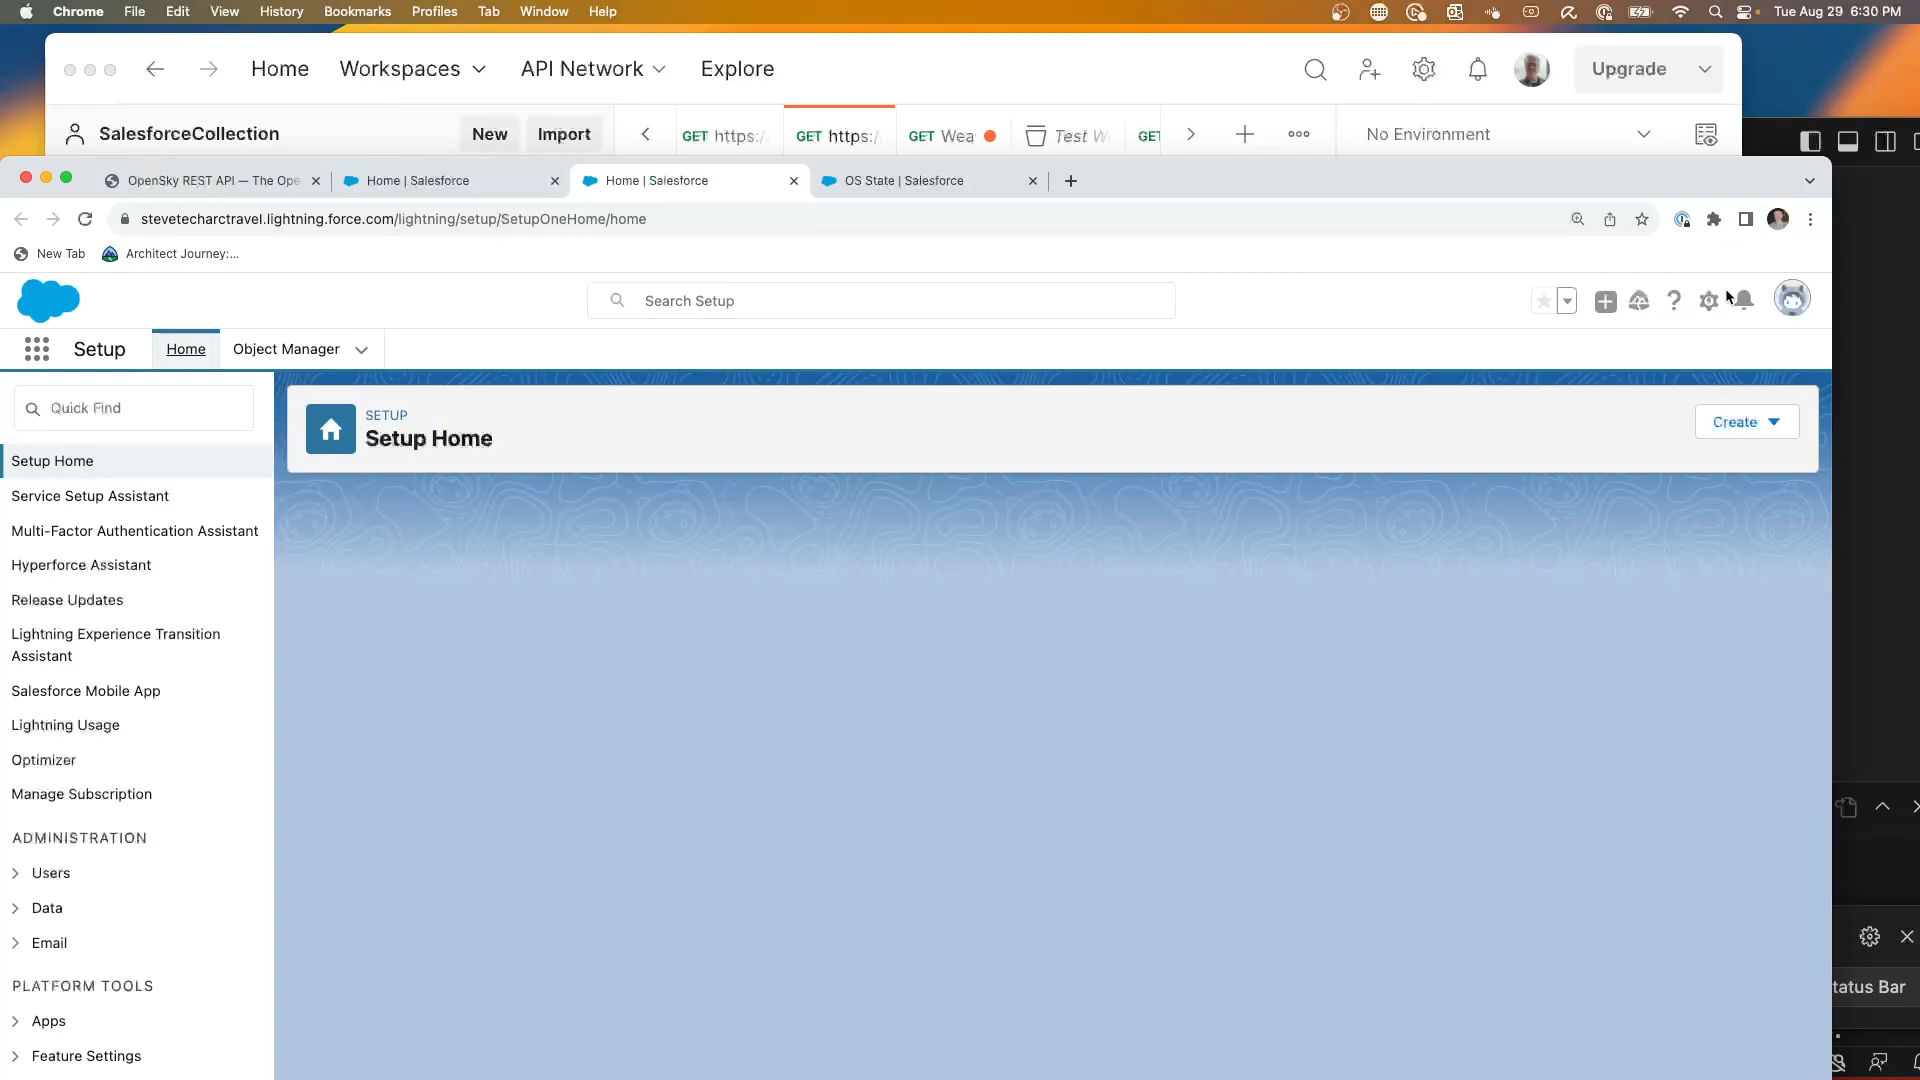 Chrome File Edit View History Bookmarks Profiles Tab Window Help Tue Aug 29 6:30 PM
Home Workspaces API Network Explore Upgrade
SalesforceCollection New Import GET https:/ GET https:/ GET Wea Test W GET No Environment
OpenSky REST API — The Ope Home | Salesforce Home | Salesforce OS State | Salesforce
stevetecharctravel.lightning.force.com/lightning/setup/SetupOneHome/home
New Tab Architect Journey:...
Search Setup
Setup Home Object Manager
Quick Find
SETUP
Setup Home
Create
Setup Home
Service Setup Assistant
Multi-Factor Authentication Assistant
Hyperforce Assistant
Release Updates
Lightning Experience Transition
Assistant
Salesforce Mobile App
Lightning Usage
Optimizer
Manage Subscription
ADMINISTRATION
Users
Data
Email
PLATFORM TOOLS
Apps
Feature Settings
tatus Bar